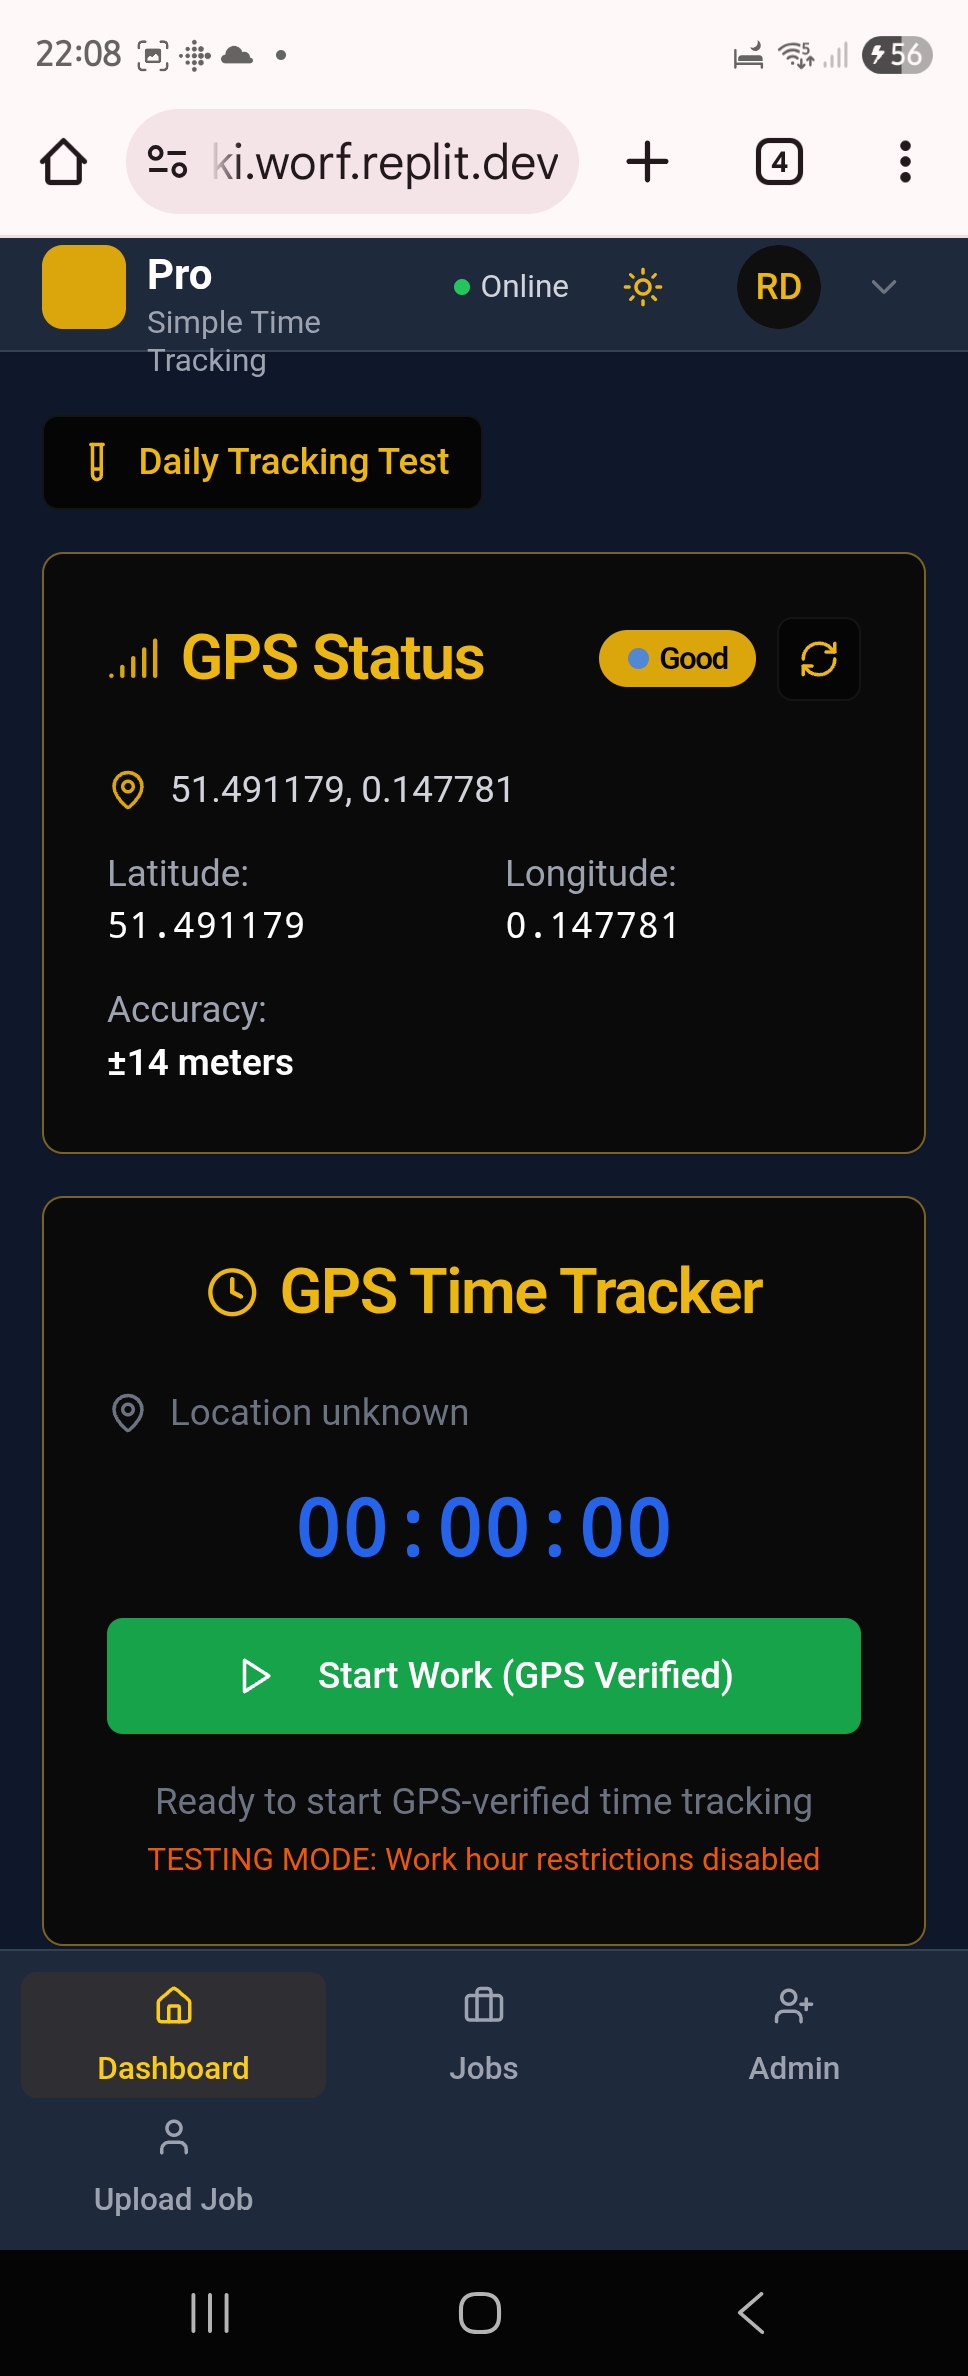 22:08
5
56
ki.worf.replit.dev
4
Pro
Simple Time
Tracking
Online
RD
Daily Tracking Test
GPS Status
Good
51.491179, 0.147781
Latitude:
51.491179
Longitude:
0.147781
Accuracy:
±14 meters
GPS Time Tracker
Location unknown
00:00:00
Start Work (GPS Verified)
Ready to start GPS-verified time tracking
TESTING MODE: Work hour restrictions disabled
Dashboard
Jobs
Admin
Upload Job